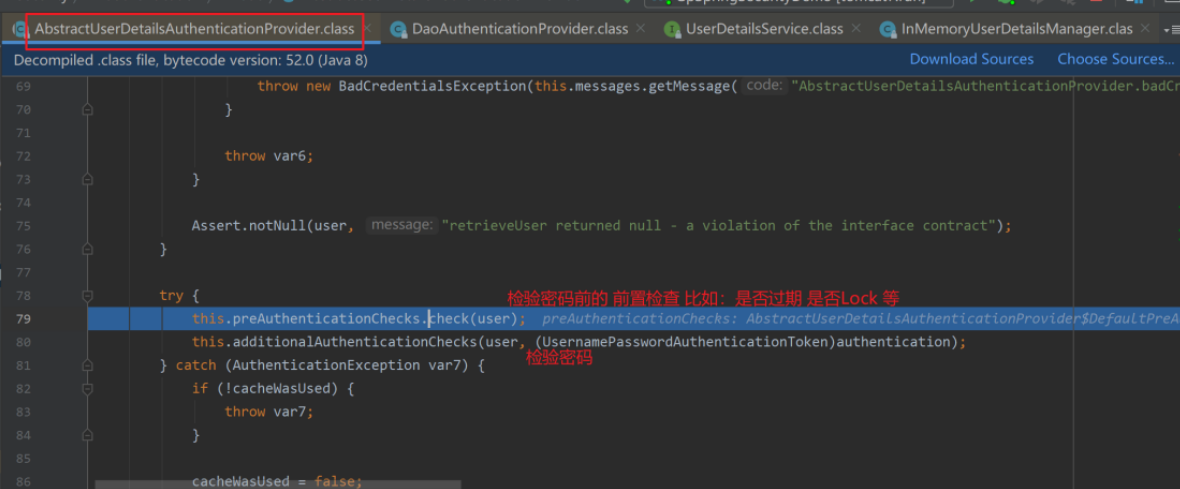 AbstractUserDetailsAuthenticationProvider.class × DaoAuthenticationProvider.class × UserDetailsService.class × InMemoryUserDetailsManager.clas ×
Decompiled .class file, bytecode version: 52.0 (Java 8) Download Sources Choose Sources...
69 throw new BadCredentialsException(this.messages.getMessage( code: "AbstractUserDetailsAuthenticationProvider.badCr
70 }
71
72 throw var6;
73 }
74
75 Assert.notNull(user, message: "retrieveUser returned null - a violation of the interface contract");
76 }
77
检验密码前的 前置检查 比如：是否过期 是否Lock 等
78 try {
79 this.preAuthenticationChecks.check(user); preAuthenticationChecks: AbstractUserDetailsAuthenticationProvider$DefaultPreA
80 this.additionalAuthenticationChecks(user, (UsernamePasswordAuthenticationToken)authentication);
检验密码
81 } catch (AuthenticationException var7) {
82 if (!cacheWasUsed) {
83 throw var7;
84 }
85
86 cacheWasUsed = false;